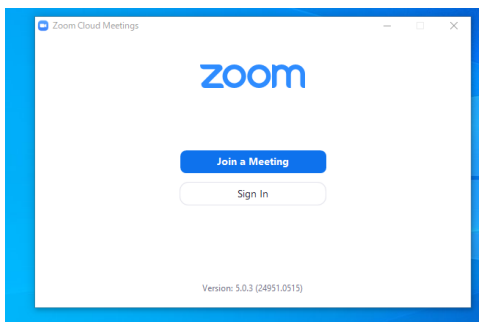 Zoom Cloud Meetings
zoom
Join a Meeting
Sign In
Version: 5.0.3 (24951.0515)